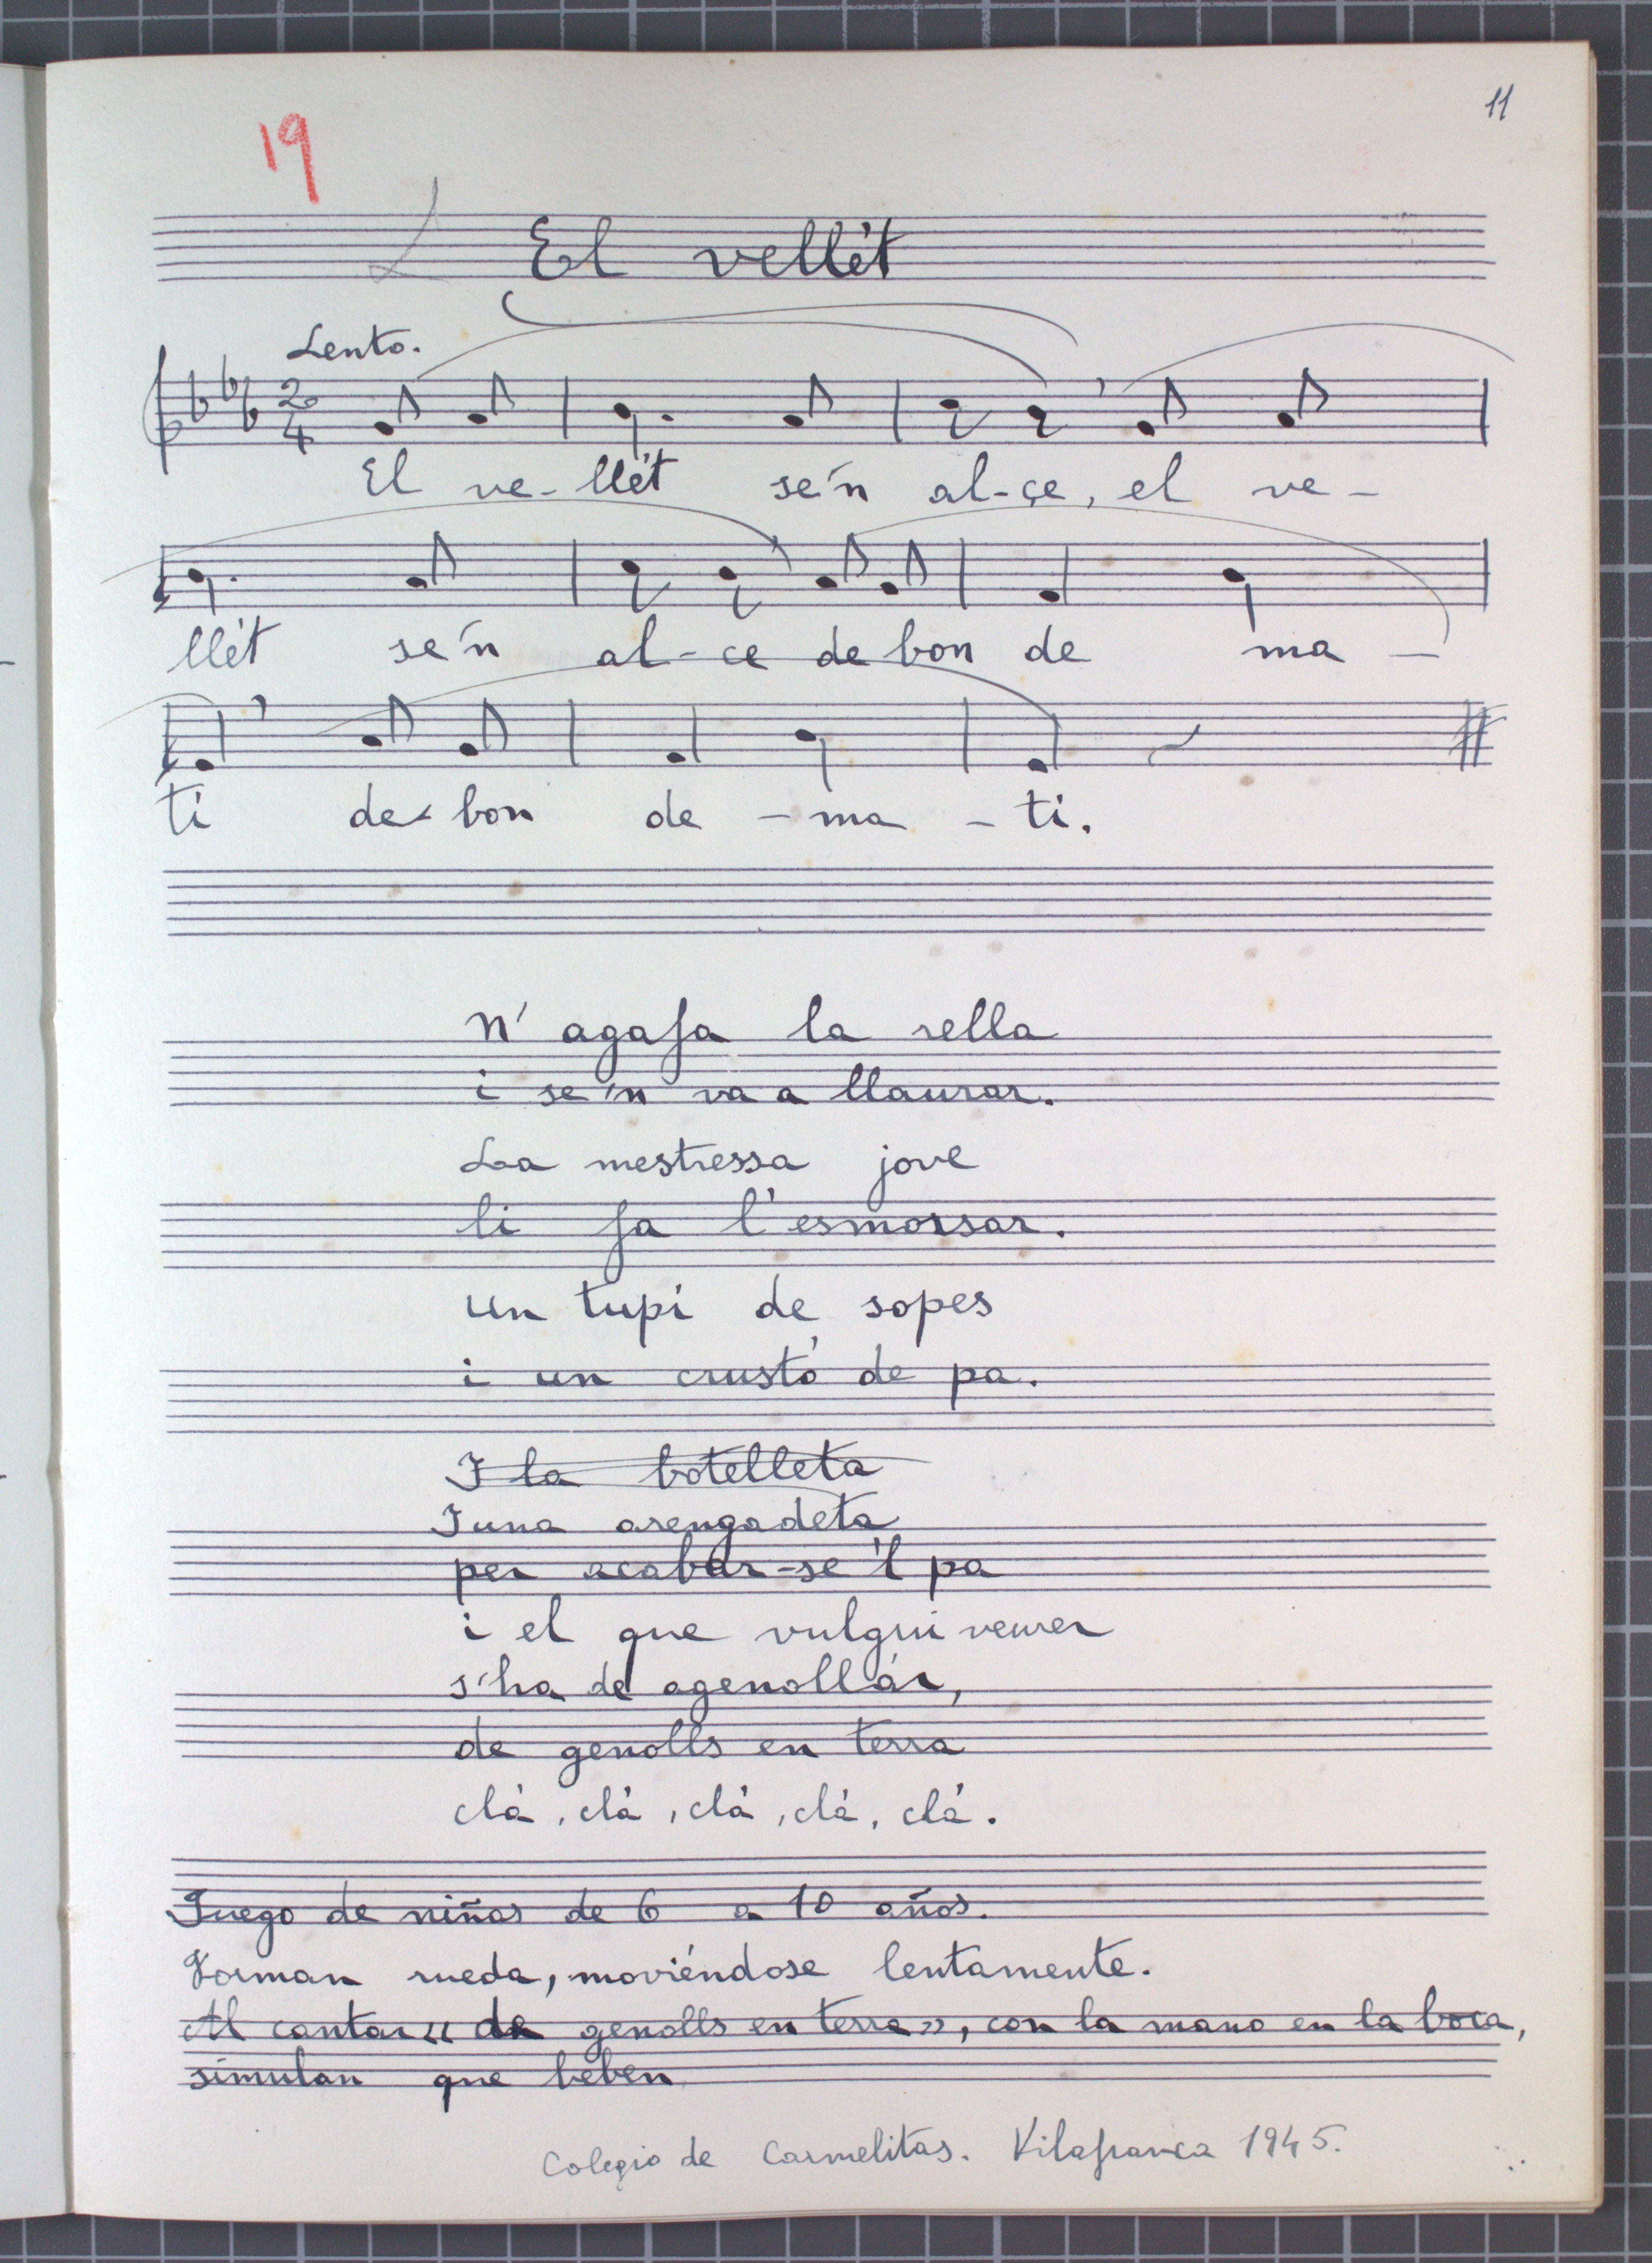 11
19
El vellét
Lento.
2/4
El ve-llét se'n al-çe, el ve-
llét se'n al-ce de bon de ma-
ti de bon de-ma-ti.
N' agafa la rella
i se'n va a llaurar.
La mestressa jove
li fa l'esmorsar.
Un tupi de sopes
i un crustó de pa.
I la botelleta
I una arengadeta
per acabar-se'l pa
i el que vulgui veurer
s'ha de agenollár,
de genolls en terra
clá, clá, clá, clá, clá.
Juego de niñas de 6 a 10 años.
Forman rueda, moviéndose lentamente.
Al cantar « de genolls en terra », con la mano en la boca,
simulan que beben
Colegio de Carmelitas. Vilafranca 1945.